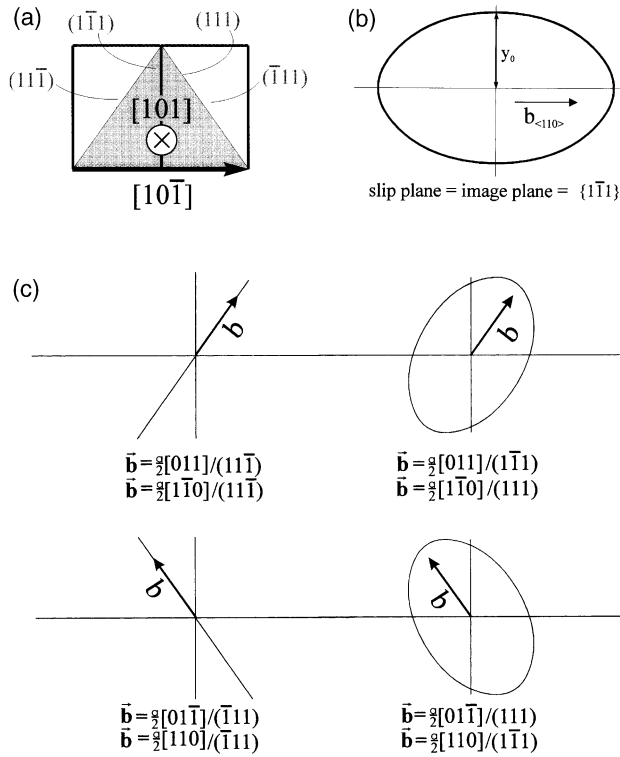 (a)
(11̅1) (111)
(111̅) (1̅11)
[101]
[101̅]
(b)
y₀
b<110>
slip plane = image plane = {11̅1}
(c)
b b
b⃗ = a/2[011]/(111̅)
b⃗ = a/2[11̅0]/(111̅)
b⃗ = a/2[011]/(11̅1)
b⃗ = a/2[11̅0]/(111)
b b
b⃗ = a/2[011̅]/(1̅11)
b⃗ = a/2[110]/(1̅11)
b⃗ = a/2[011̅]/(111)
b⃗ = a/2[110]/(11̅1)